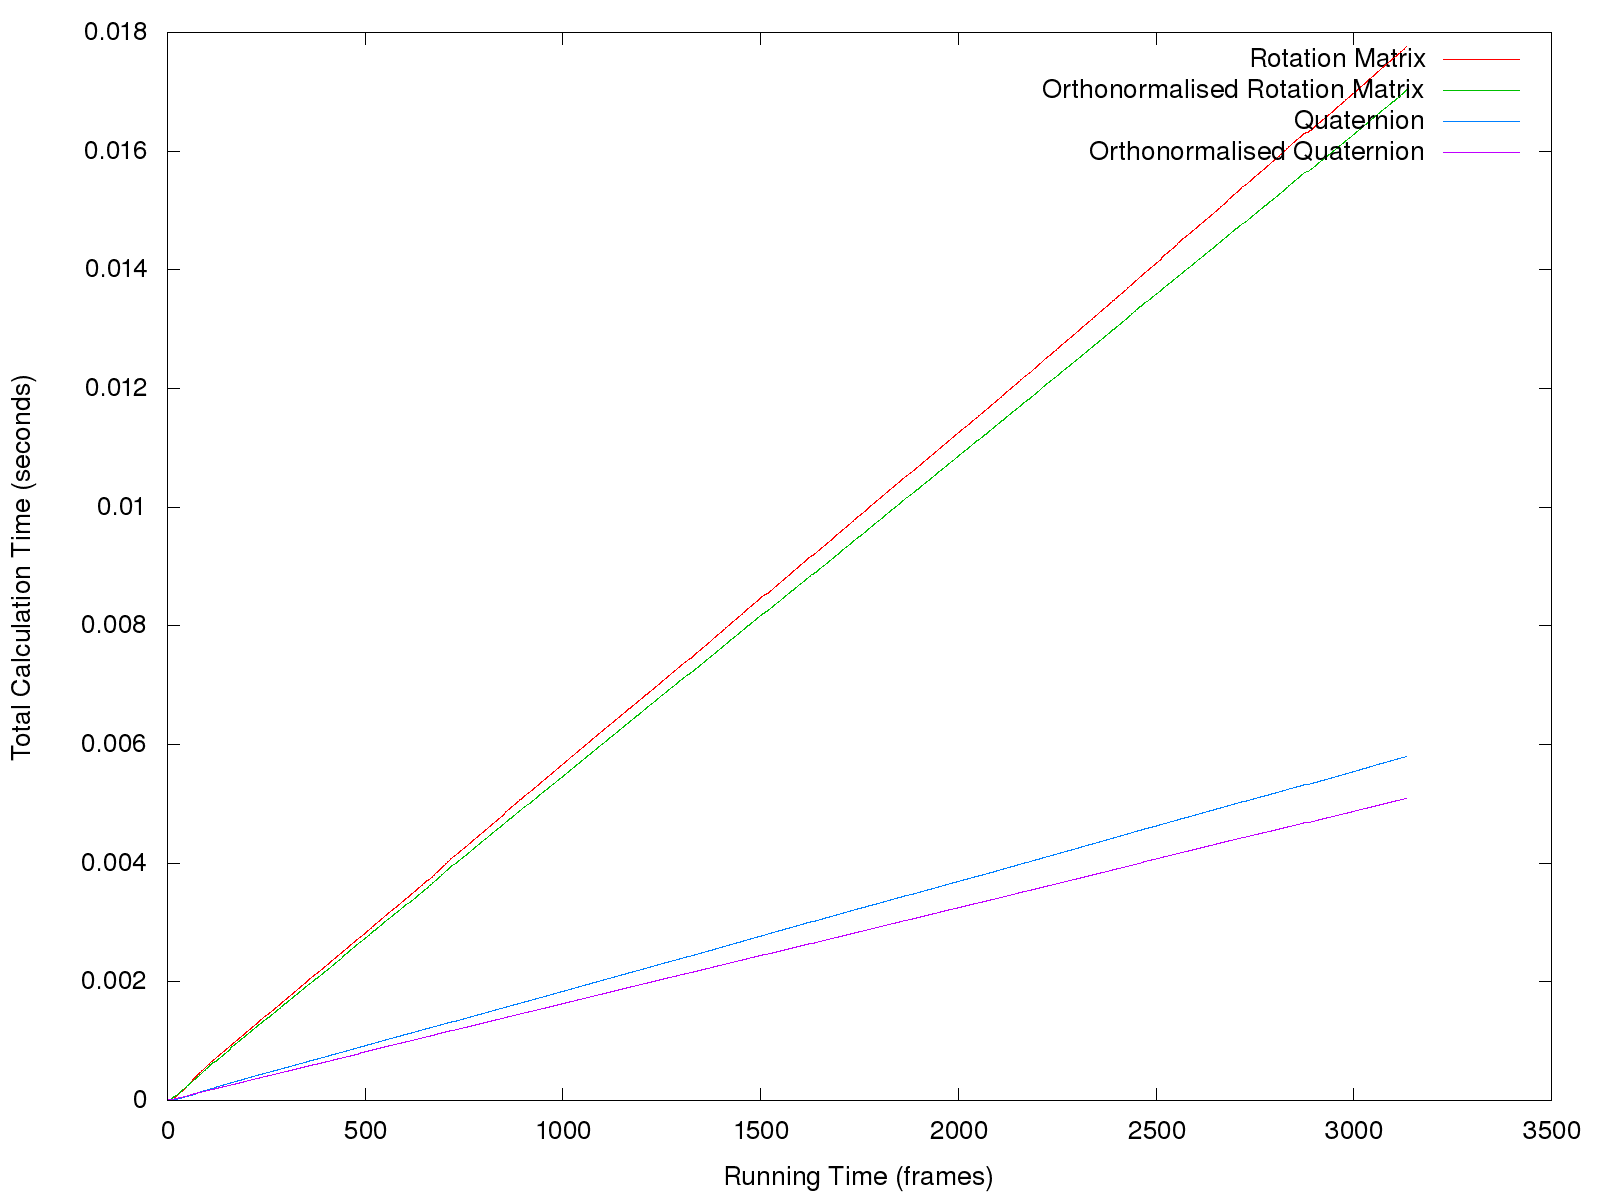 0.018
0.016
0.014
0.012
0.01
0.008
0.006
0.004
0.002
0
0 500 1000 1500 2000 2500 3000 3500
Total Calculation Time (seconds)
Running Time (frames)
Rotation Matrix
Orthonormalised Rotation Matrix
Quaternion
Orthonormalised Quaternion